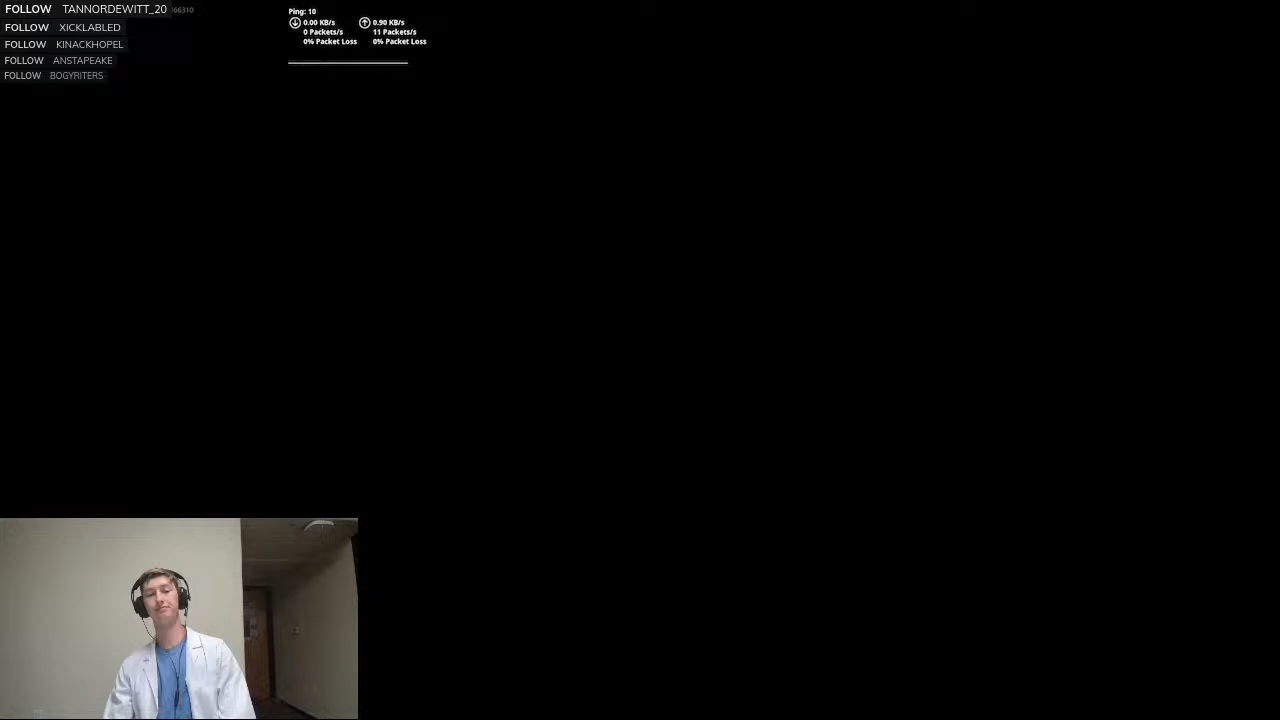 FOLLOW TANNORDEWITT_20
FOLLOW XICKLABLED
FOLLOW KINACKHOPEL
FOLLOW ANSTAPEAKE
FOLLOW BOGYRITERS
Ping: 10
0.00 KB/s 0.90 KB/s
0 Packets/s 11 Packets/s
0% Packet Loss 0% Packet Loss